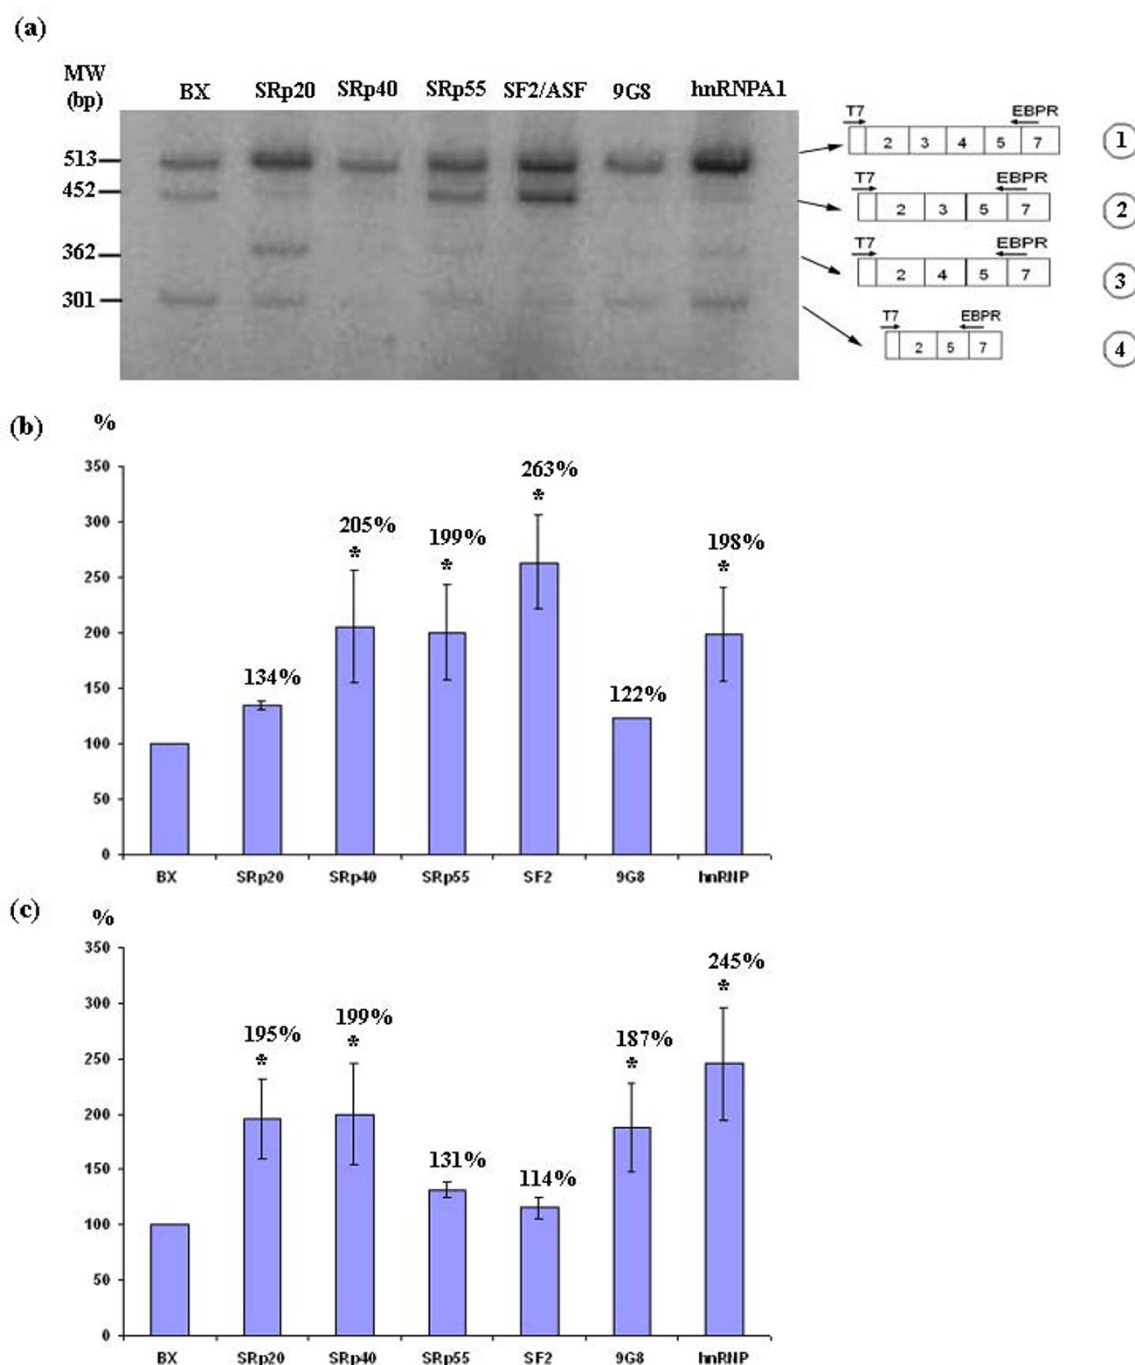 (a)
MW
(bp)
BX SRp20 SRp40 SRp55 SF2/ASF 9G8 hnRNPA1
513
452
362
301
T7 EBPR
2 3 4 5 7
1
T7 EBPR
2 3 5 7
2
T7 EBPR
2 4 5 7
3
T7 EBPR
2 5 7
4
(b)
%
350
300
250
200
150
100
50
0
134%
205%
*
199%
*
263%
*
122%
198%
*
BX SRp20 SRp40 SRp55 SF2 9G8 hnRNP
(c)
%
350
300
250
200
150
100
50
0
195%
*
199%
*
131%
114%
187%
*
245%
*
BX SRp20 SRp40 SRp55 SF2 9G8 hnRNP